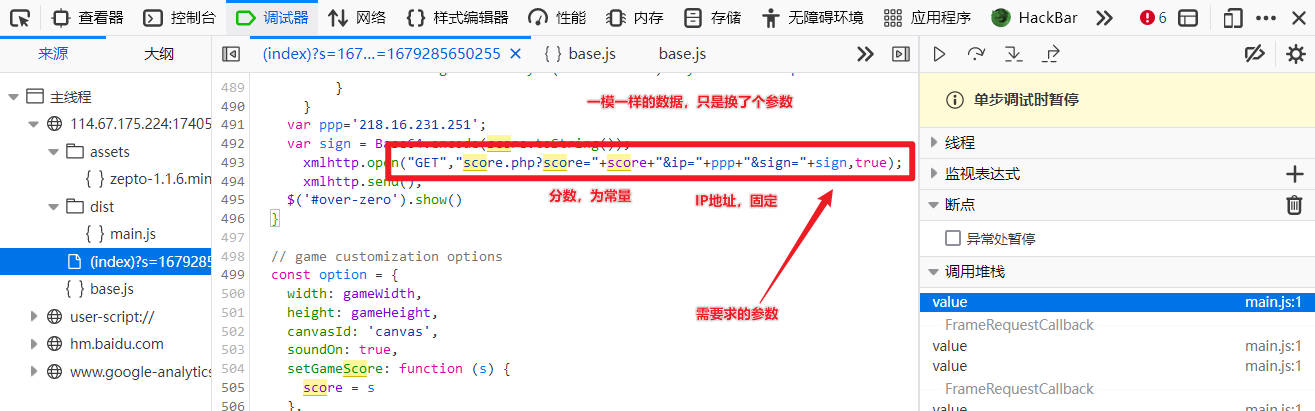 查看器 控制台 调试器 网络 样式编辑器 性能 内存 存储 无障碍环境 应用程序 HackBar 6
来源 大纲
(index)?s=167...=1679285650255 base.js base.js
主线程
114.67.175.224:17405
assets
zepto-1.1.6.min
dist
main.js
(index)?s=1679285
base.js
user-script://
hm.baidu.com
www.google-analytics
489 }
490 }
491 var ppp='218.16.231.251';
492 var sign = Base64.encode(score.toString());
493 xmlhttp.open("GET","score.php?score="+score+"&ip="+ppp+"&sign="+sign,true);
494 xmlhttp.send();
495 $('#over-zero').show()
496 }
497
498 // game customization options
499 const option = {
500 width: gameWidth,
501 height: gameHeight,
502 canvasId: 'canvas',
503 soundOn: true,
504 setGameScore: function (s) {
505 score = s
506 },
一模一样的数据，只是换了个参数
分数，为常量
IP地址，固定
需要求的参数
单步调试时暂停
线程
监视表达式
断点
异常处暂停
调用堆栈
value main.js:1
FrameRequestCallback
value main.js:1
value main.js:1
FrameRequestCallback
value main.js:1